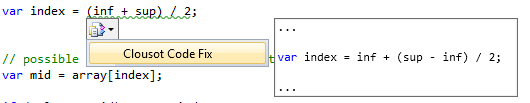 var index = (inf + sup) / 2;
Clousot Code Fix
// possible
var mid = array[index];
...
var index = inf + (sup - inf) / 2;
...